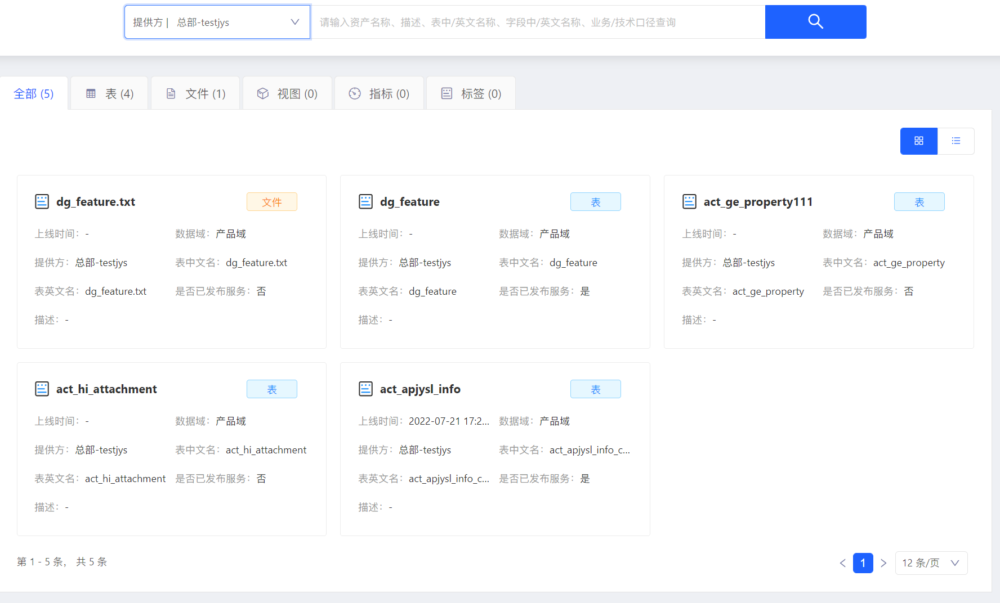 提供方 | 总部-testjys 请输入资产名称、描述、表中/英文名称、字段中/英文名称、业务/技术口径查询
全部 (5) 表 (4) 文件 (1) 视图 (0) 指标 (0) 标签 (0)
dg_feature.txt 文件
上线时间: - 数据域: 产品域
提供方: 总部-testjys 表中文名: dg_feature.txt
表英文名: dg_feature.txt 是否已发布服务: 否
描述: -
dg_feature 表
上线时间: - 数据域: 产品域
提供方: 总部-testjys 表中文名: dg_feature
表英文名: dg_feature 是否已发布服务: 是
描述: -
act_ge_property111 表
上线时间: - 数据域: 产品域
提供方: 总部-testjys 表中文名: act_ge_property
表英文名: act_ge_property 是否已发布服务: 否
描述: -
act_hi_attachment 表
上线时间: - 数据域: 产品域
提供方: 总部-testjys 表中文名: act_hi_attachment
表英文名: act_hi_attachment 是否已发布服务: 否
描述: -
act_apjysl_info 表
上线时间: 2022-07-21 17:2... 数据域: 产品域
提供方: 总部-testjys 表中文名: act_apjysl_info_c...
表英文名: act_apjysl_info_c... 是否已发布服务: 是
描述: -
第 1 - 5 条， 共 5 条 < 1 > 12 条/页